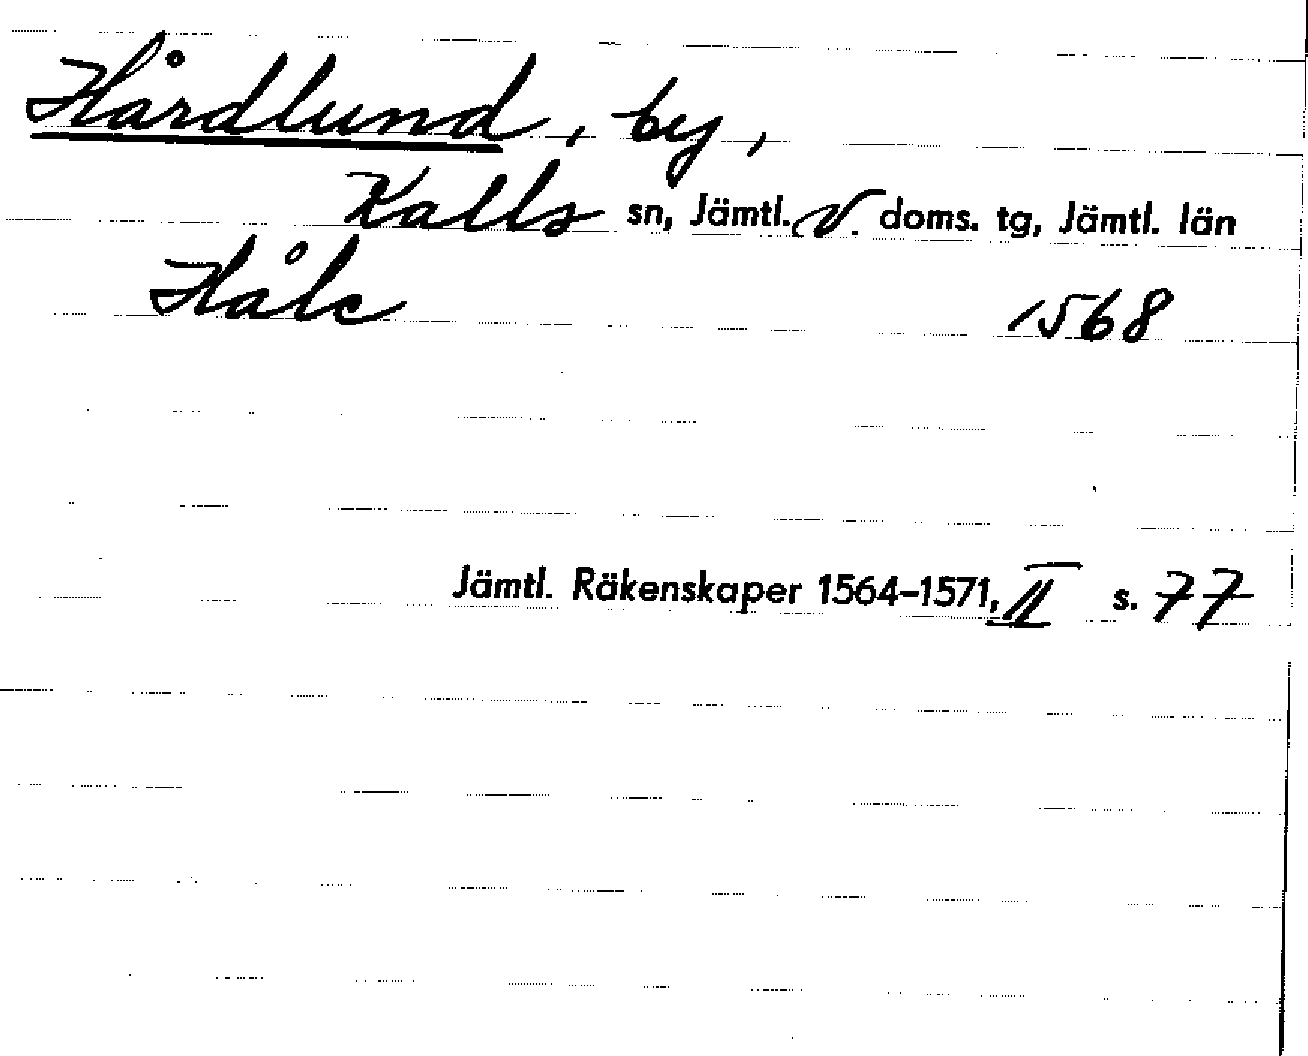 Hårdlund, by,
Kalls sn, Jämtl. v. doms. tg, Jämtl. län
Håle 1568
Jämtl. Räkenskaper 1564–1571, II s. 77